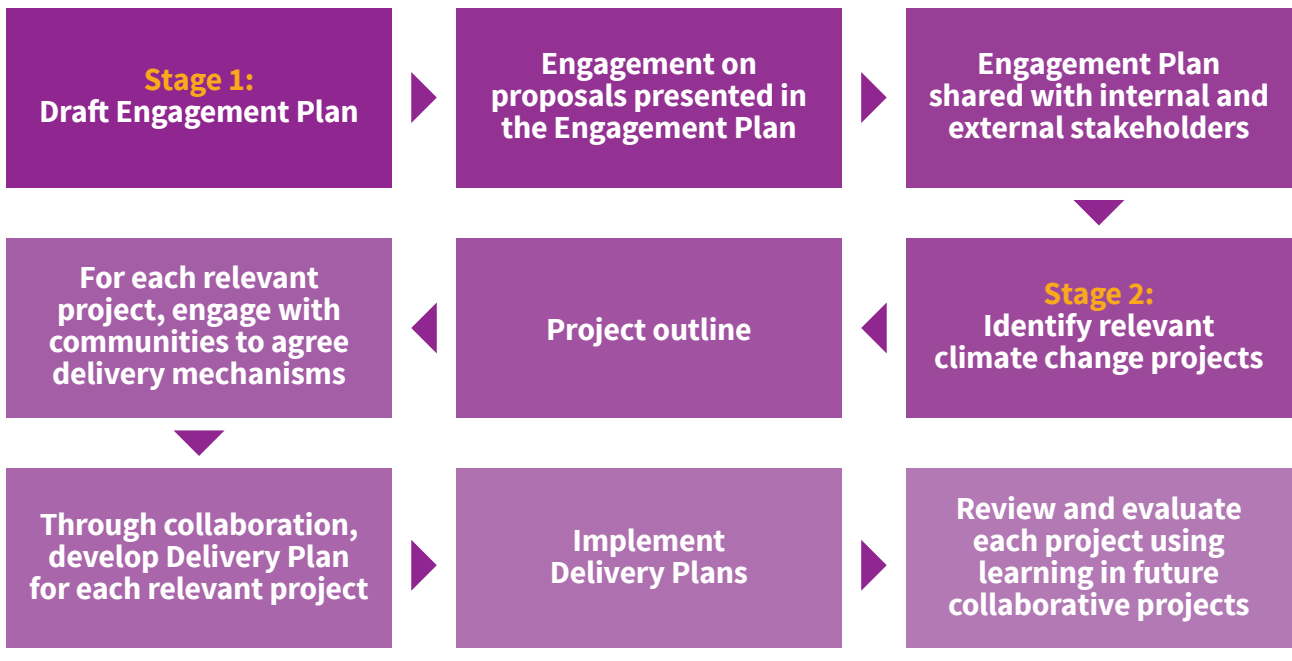 Stage 1:
Draft Engagement Plan
Engagement on
proposals presented in
the Engagement Plan
Engagement Plan
shared with internal and
external stakeholders
Stage 2:
Identify relevant
climate change projects
Project outline
For each relevant
project, engage with
communities to agree
delivery mechanisms
Through collaboration,
develop Delivery Plan
for each relevant project
Implement
Delivery Plans
Review and evaluate
each project using
learning in future
collaborative projects